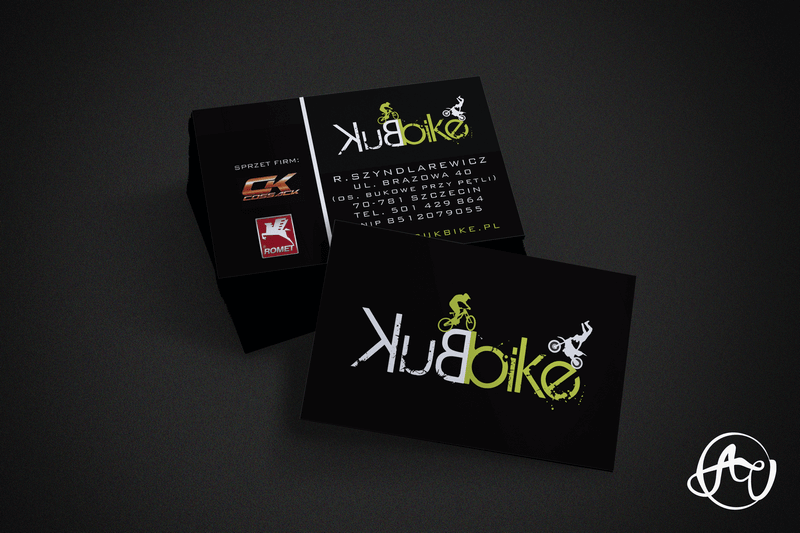 KuBbike
SPRZĘT FIRM:
CK
COSSACK
ROMET
R.SZYNDLAREWICZ
UL. BRAZOWA 40
(OS. BUKOWE PRZY PĘTLI)
70-781 SZCZECIN
TEL. 501 429 864
NIP 8512079055
UKBIKE.PL
KuBbike